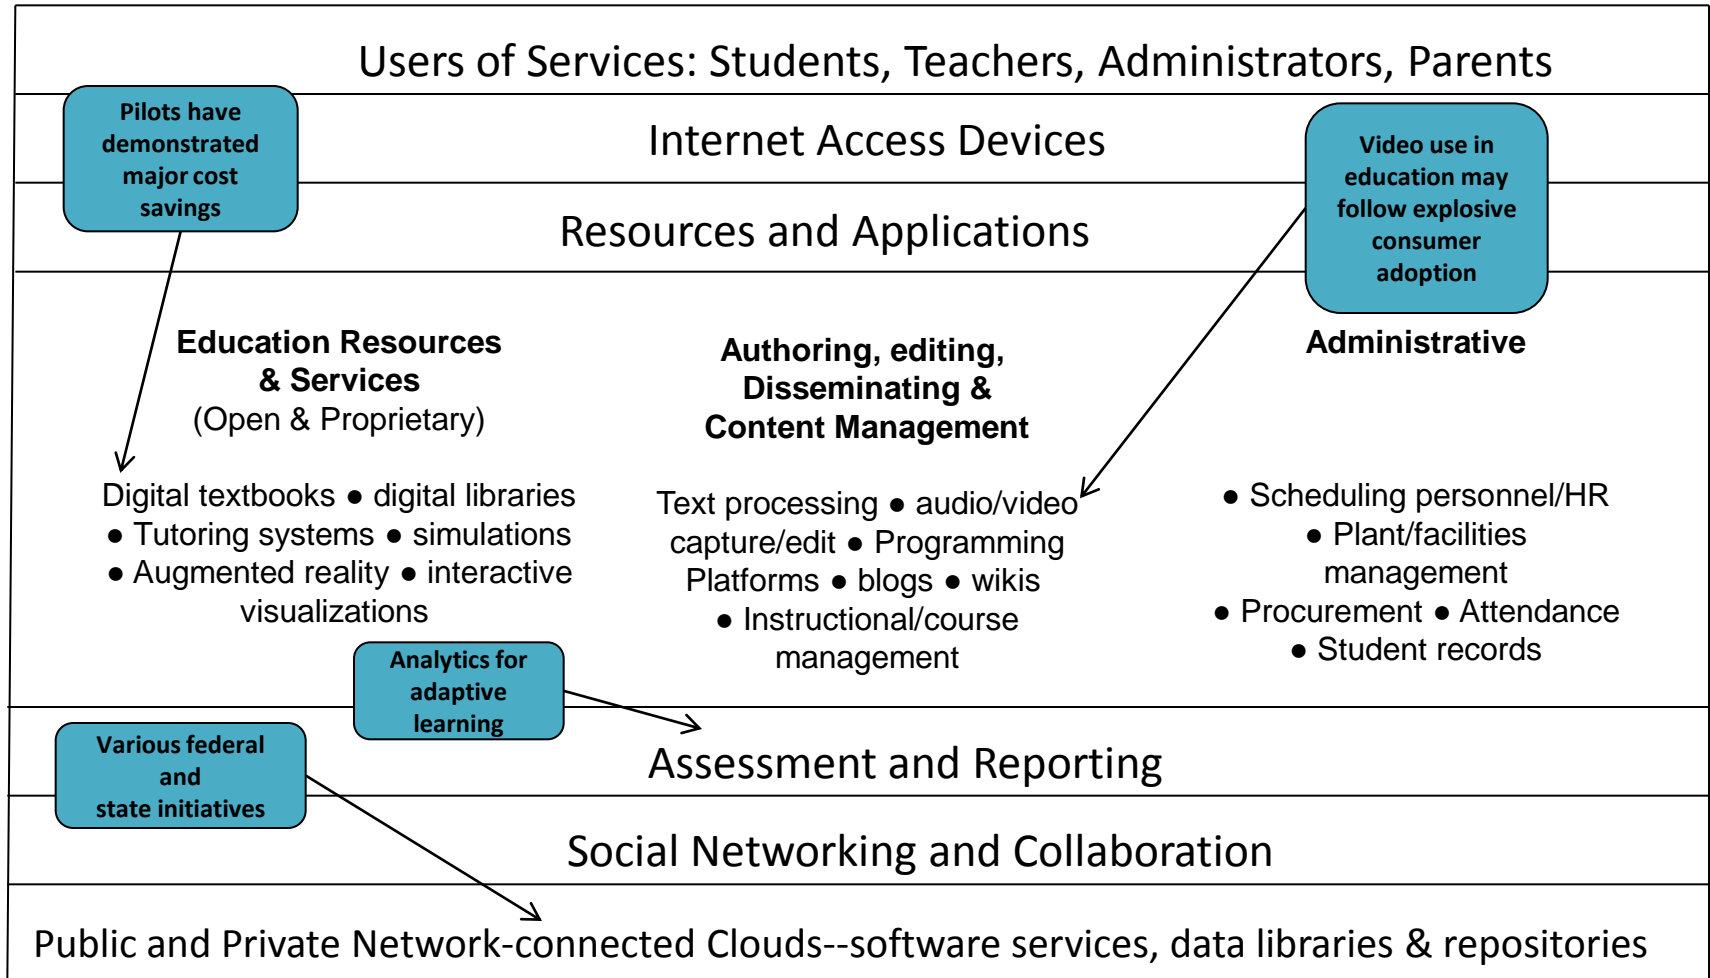 Users of Services: Students, Teachers, Administrators, Parents
Pilots have
demonstrated
major cost
savings
Internet Access Devices
Video use in
education may
follow explosive
consumer
adoption
Resources and Applications
Education Resources
& Services
(Open & Proprietary)
Digital textbooks ● digital libraries
● Tutoring systems ● simulations
● Augmented reality ● interactive
visualizations
Authoring, editing,
Disseminating &
Content Management
Text processing ● audio/video
capture/edit ● Programming
Platforms ● blogs ● wikis
● Instructional/course
management
Administrative
● Scheduling personnel/HR
● Plant/facilities
management
● Procurement ● Attendance
● Student records
Analytics for
adaptive
learning
Various federal
and
state initiatives
Assessment and Reporting
Social Networking and Collaboration
Public and Private Network-connected Clouds--software services, data libraries & repositories